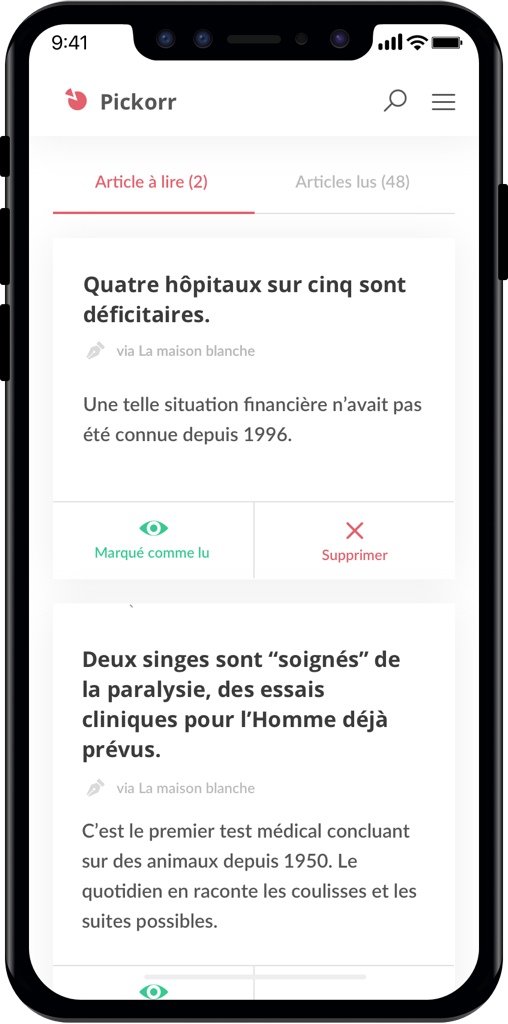 9:41
Pickorr
Article à lire (2)
Articles lus (48)
Quatre hôpitaux sur cinq sont
déficitaires.
via La maison blanche
Une telle situation financière n’avait pas
été connue depuis 1996.
Marqué comme lu
Supprimer
Deux singes sont “soignés” de
la paralysie, des essais
cliniques pour l’Homme déjà
prévus.
via La maison blanche
C’est le premier test médical concluant
sur des animaux depuis 1950. Le
quotidien en raconte les coulisses et les
suites possibles.